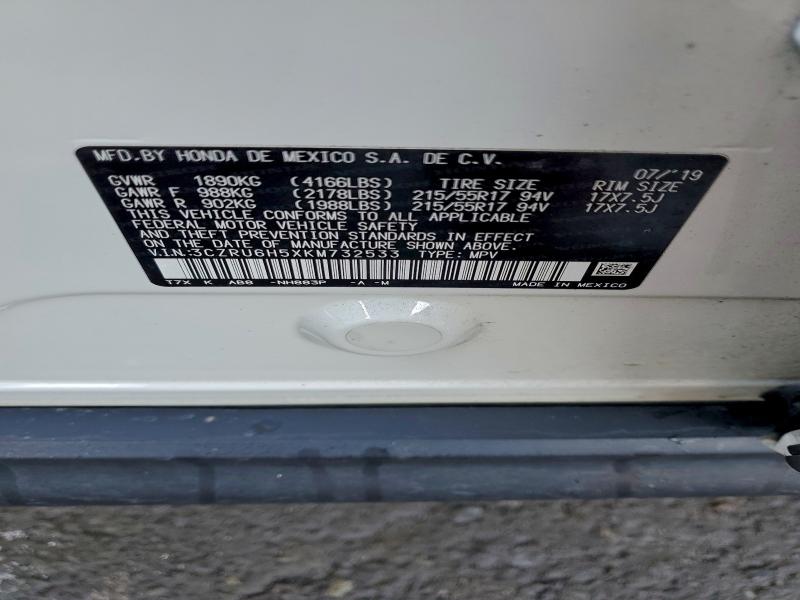 MFD. BY HONDA DE MEXICO S.A. DE C.V. 07/'19
GVWR 1890KG (4166LBS) TIRE SIZE RIM SIZE
GAWR F 988KG (2178LBS) 215/55R17 94V 17X7.5J
GAWR R 902KG (1988LBS) 215/55R17 94V 17X7.5J
THIS VEHICLE CONFORMS TO ALL APPLICABLE
FEDERAL MOTOR VEHICLE SAFETY
AND THEFT PREVENTION STANDARDS IN EFFECT
ON THE DATE OF MANUFACTURE SHOWN ABOVE.
V.I.N.:3CZRU6H5XKM732533 TYPE: MPV
T7X K AB8 -NH883P -A -M MADE IN MEXICO